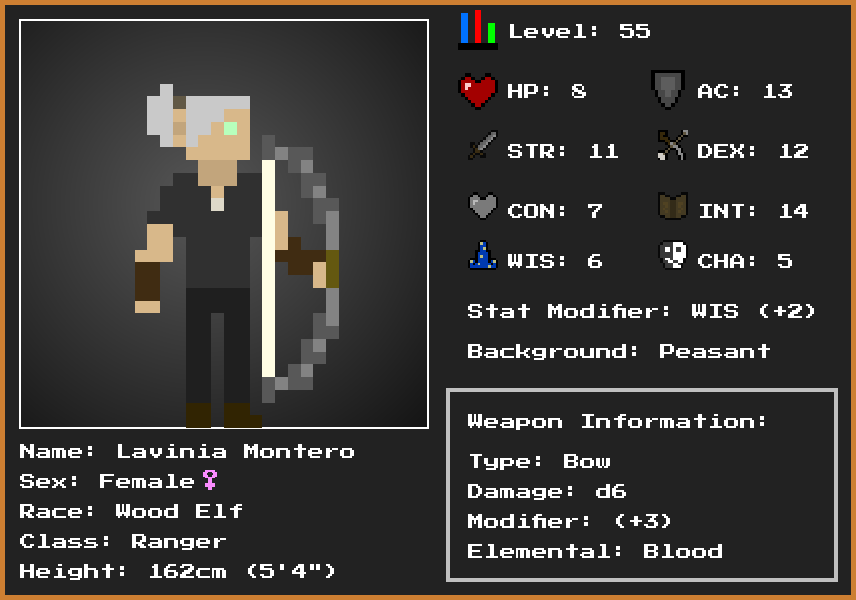 Level: 55
HP: 8
AC: 13
STR: 11
DEX: 12
CON: 7
INT: 14
WIS: 6
CHA: 5
Stat Modifier: WIS (+2)
Background: Peasant
Weapon Information:
Type: Bow
Damage: d6
Modifier: (+3)
Elemental: Blood
Name: Lavinia Montero
Sex: Female♀
Race: Wood Elf
Class: Ranger
Height: 162cm (5'4")